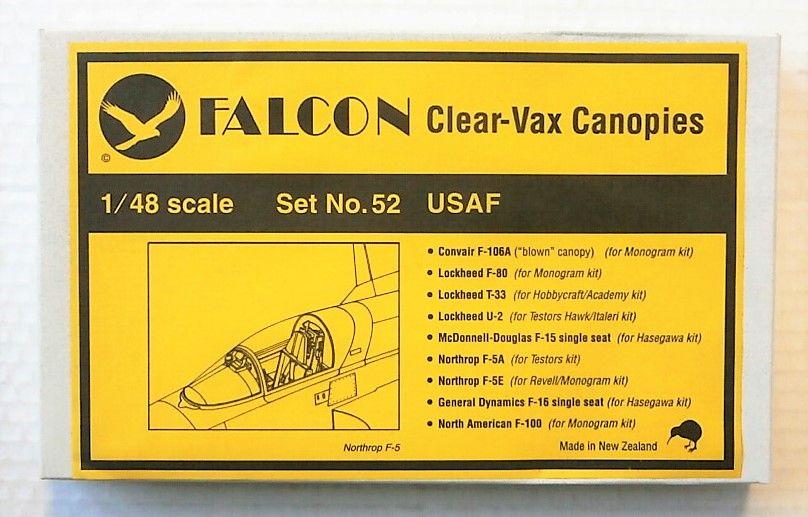 FALCON Clear-Vax Canopies
©
1/48 scale Set No. 52 USAF
• Convair F-106A ("blown" canopy) (for Monogram kit)
• Lockheed F-80 (for Monogram kit)
• Lockheed T-33 (for Hobbycraft/Academy kit)
• Lockheed U-2 (for Testors Hawk/Italeri kit)
• McDonnell-Douglas F-15 single seat (for Hasegawa kit)
• Northrop F-5A (for Testors kit)
• Northrop F-5E (for Revell/Monogram kit)
• General Dynamics F-16 single seat (for Hasegawa kit)
• North American F-100 (for Monogram kit)
Northrop F-5
Made in New Zealand